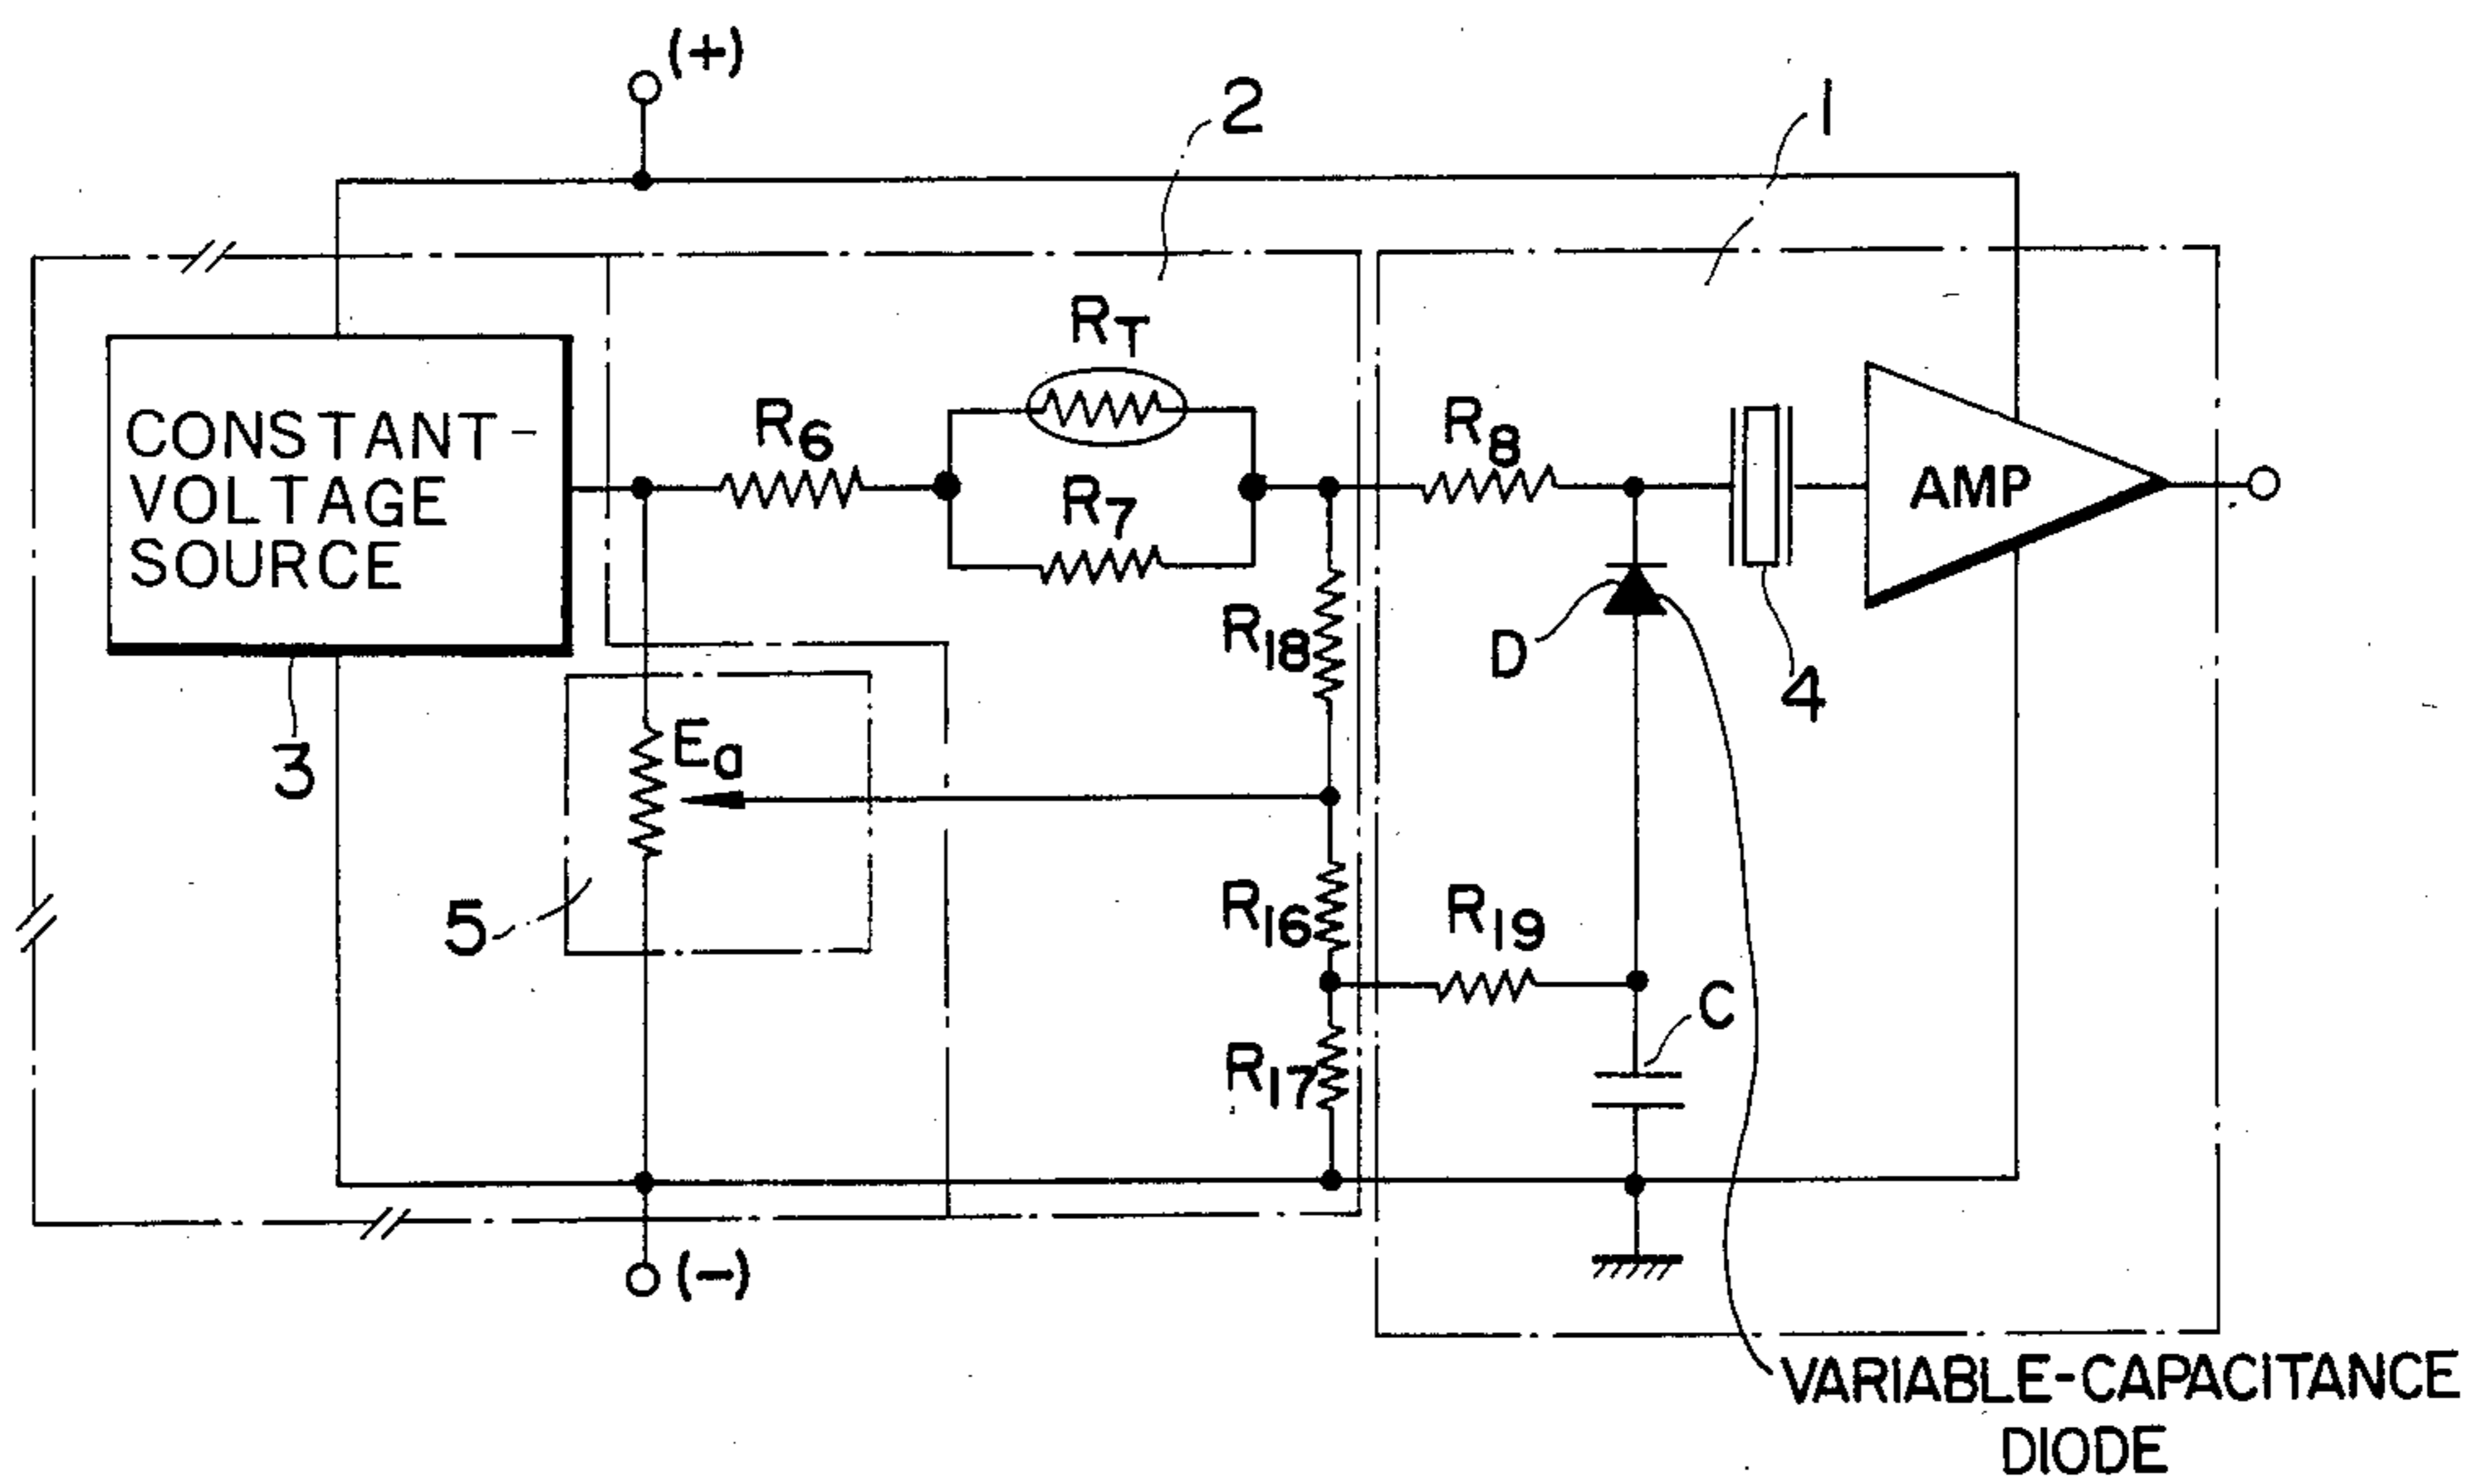 (+)
2
1
RT
CONSTANT-
VOLTAGE
SOURCE
R6
R7
R8
AMP
R18
D
4
3
Ea
5
R16
R19
C
R17
(-)
VARIABLE-CAPACITANCE
DIODE